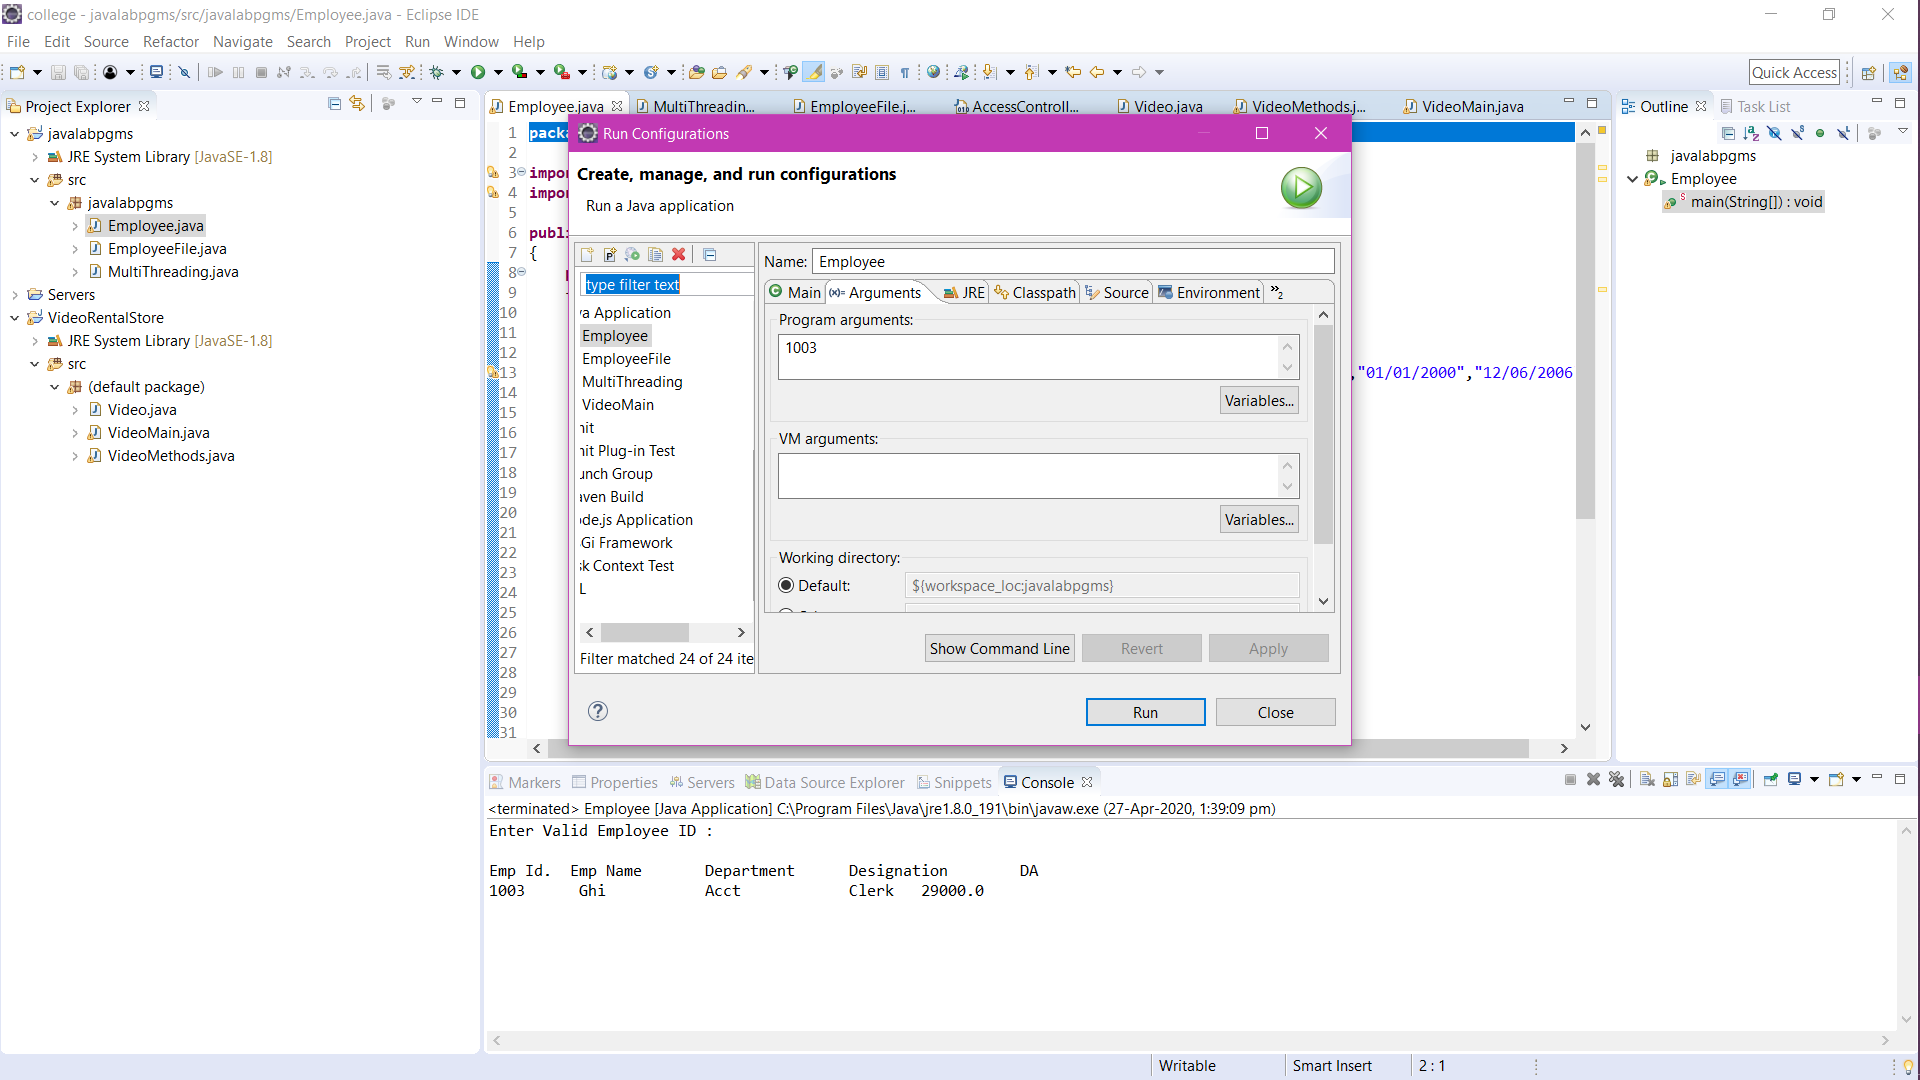 college - javalabpgms/src/javalabpgms/Employee.java - Eclipse IDE
File Edit Source Refactor Navigate Search Project Run Window Help
Quick Access
Project Explorer
javalabpgms
JRE System Library [JavaSE-1.8]
src
javalabpgms
Employee.java
EmployeeFile.java
MultiThreading.java
Servers
VideoRentalStore
JRE System Library [JavaSE-1.8]
src
(default package)
Video.java
VideoMain.java
VideoMethods.java
Employee.java MultiThreadin... EmployeeFile.j... AccessControll... Video.java VideoMethods.j... VideoMain.java
1 packa
2
3 impor
4 impor
5
6 publi
7 {
8
9
10
11
12
13 ,"01/01/2000","12/06/2006
14
15
16
17
18
19
20
21
22
23
24
25
26
27
28
29
30
31
Run Configurations
Create, manage, and run configurations
Run a Java application
type filter text
va Application
Employee
EmployeeFile
MultiThreading
VideoMain
nit
nit Plug-in Test
unch Group
aven Build
ode.js Application
Gi Framework
sk Context Test
L
Filter matched 24 of 24 ite
Name: Employee
Main (x)= Arguments JRE Classpath Source Environment »2
Program arguments:
1003
Variables...
VM arguments:
Variables...
Working directory:
Default: ${workspace_loc:javalabpgms}
Show Command Line Revert Apply
Run Close
Outline Task List
javalabpgms
Employee
main(String[]) : void
Markers Properties Servers Data Source Explorer Snippets Console
<terminated> Employee [Java Application] C:\Program Files\Java\jre1.8.0_191\bin\javaw.exe (27-Apr-2020, 1:39:09 pm)
Enter Valid Employee ID :
Emp Id. Emp Name Department Designation DA
1003 Ghi Acct Clerk 29000.0
Writable Smart Insert 2 : 1